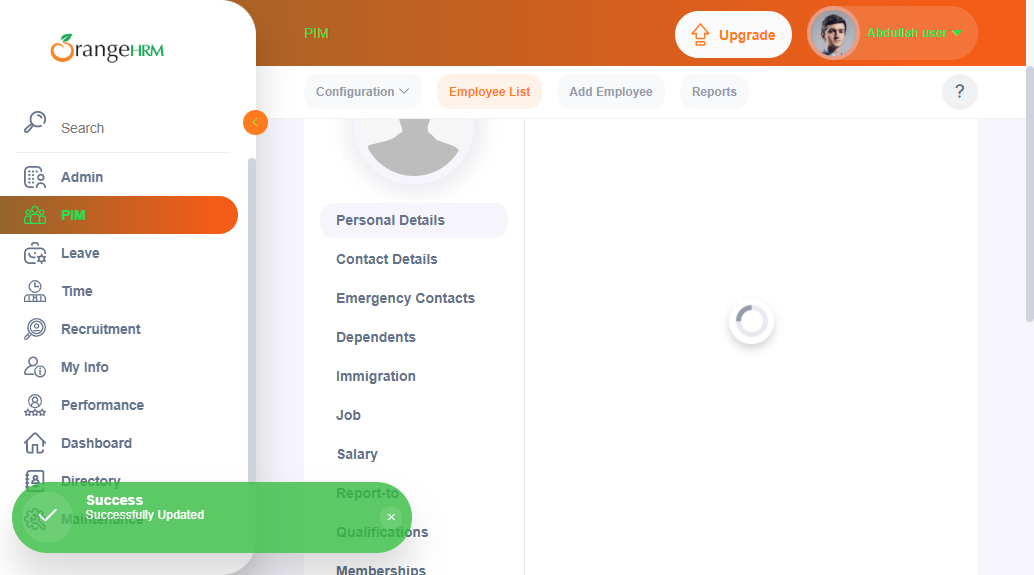 OrangeHRM
PIM
Upgrade
Abdullah user
Configuration
Employee List
Add Employee
Reports
?
Search
Admin
PIM
Leave
Time
Recruitment
My Info
Performance
Dashboard
Directory
Maintenance
Personal Details
Contact Details
Emergency Contacts
Dependents
Immigration
Job
Salary
Report-to
Qualifications
Memberships
Success
Successfully Updated